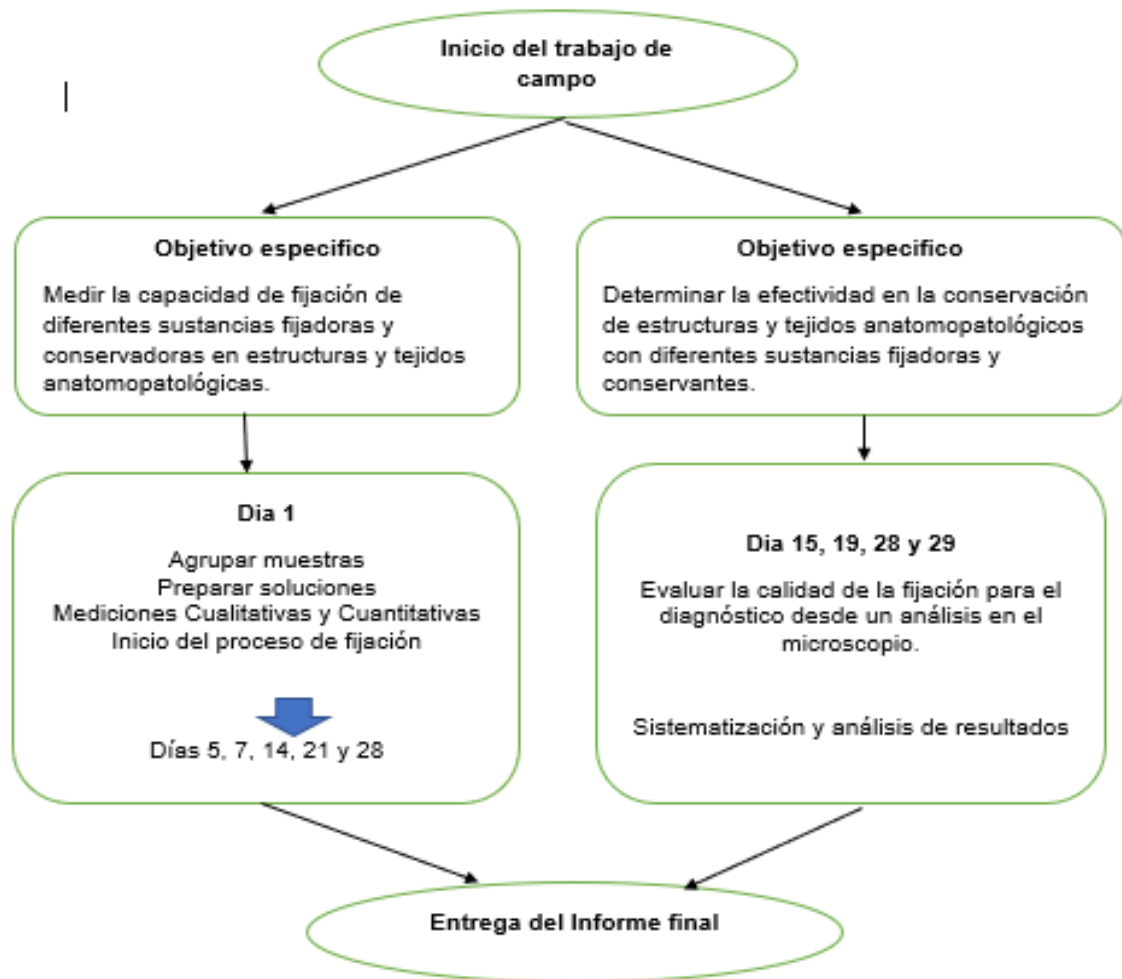 Inicio del trabajo de
campo
Objetivo especifico
Medir la capacidad de fijación de
diferentes sustancias fijadoras y
conservadoras en estructuras y tejidos
anatomopatológicas.
Objetivo especifico
Determinar la efectividad en la conservación
de estructuras y tejidos anatomopatológicos
con diferentes sustancias fijadoras y
conservantes.
Dia 1
Agrupar muestras
Preparar soluciones
Mediciones Cualitativas y Cuantitativas
Inicio del proceso de fijación
Días 5, 7, 14, 21 y 28
Dia 15, 19, 28 y 29
Evaluar la calidad de la fijación para el
diagnóstico desde un análisis en el
microscopio.
Sistematización y análisis de resultados
Entrega del Informe final